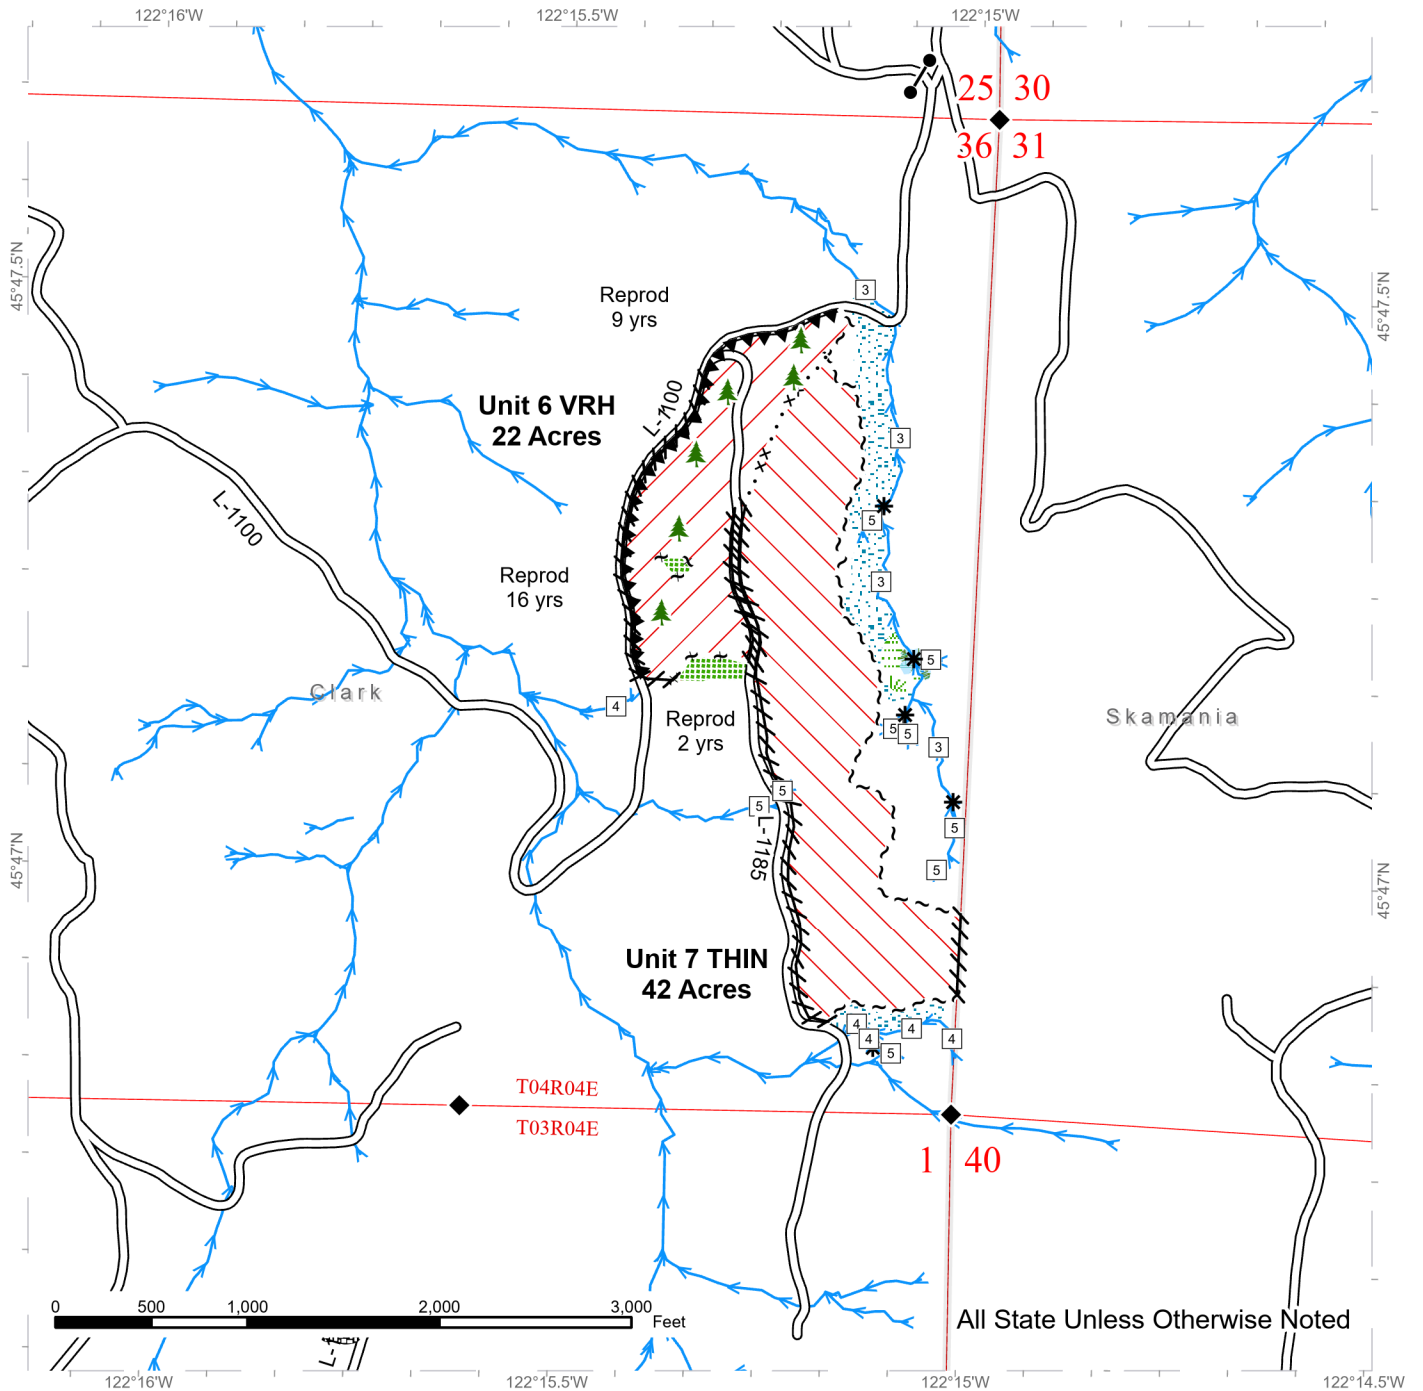 122°16'W
122°15.5'W
122°15'W
25 30
36 31
45°47.5'N
45°47.5'N
3
Reprod
9 yrs
L-1100
Unit 6 VRH
22 Acres
3
L-1100
5
Reprod
16 yrs
3
5
Clark
4
Reprod
2 yrs
5
5
3
Skamania
5
5
5
L-1185
5
45°47'N
45°47'N
Unit 7 THIN
42 Acres
4
4
4
4
5
T04R04E
T03R04E
1 40
0
500
1,000
2,000
3,000
Feet
All State Unless Otherwise Noted
122°16'W
122°15.5'W
122°15'W
122°14.5'W